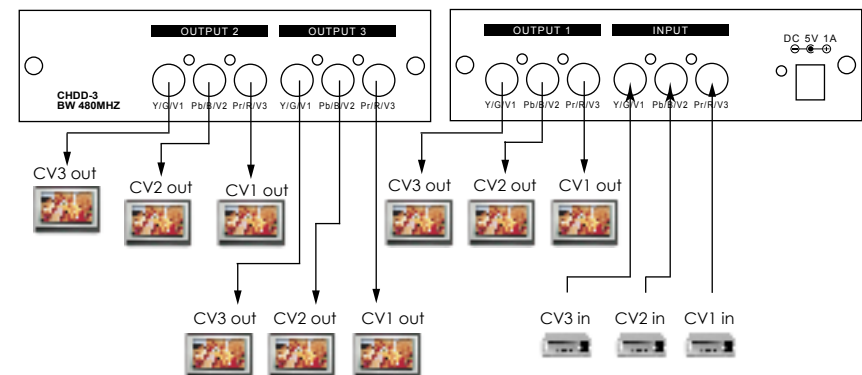 OUTPUT 2 OUTPUT 3
CHDD-3
BW 480MHZ
Y/G/V1 Pb/B/V2 Pr/R/V3 Y/G/V1 Pb/B/V2 Pr/R/V3
OUTPUT 1 INPUT
DC 5V 1A
Y/G/V1 Pb/B/V2 Pr/R/V3 Y/G/V1 Pb/B/V2 Pr/R/V3
CV3 out CV2 out CV1 out
CV3 out CV2 out CV1 out
CV3 out CV2 out CV1 out
CV3 in CV2 in CV1 in